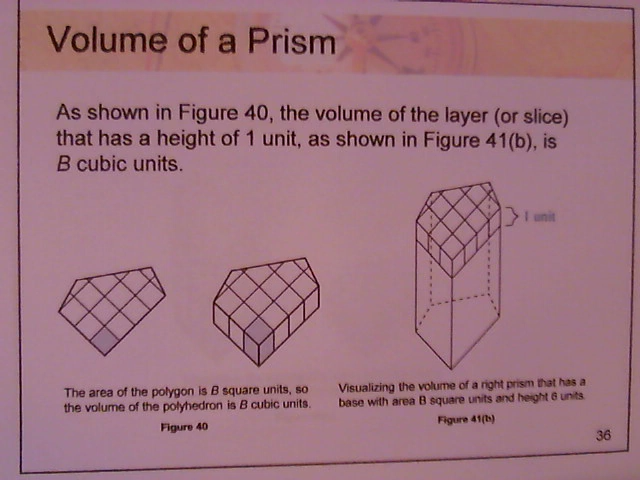 Volume of a Prism
As shown in Figure 40, the volume of the layer (or slice)
that has a height of 1 unit, as shown in Figure 41(b), is
B cubic units.
1 unit
The area of the polygon is B square units, so
the volume of the polyhedron is B cubic units.
Figure 40
Visualizing the volume of a right prism that has a
base with area B square units and height 6 units.
Figure 41(b)
36